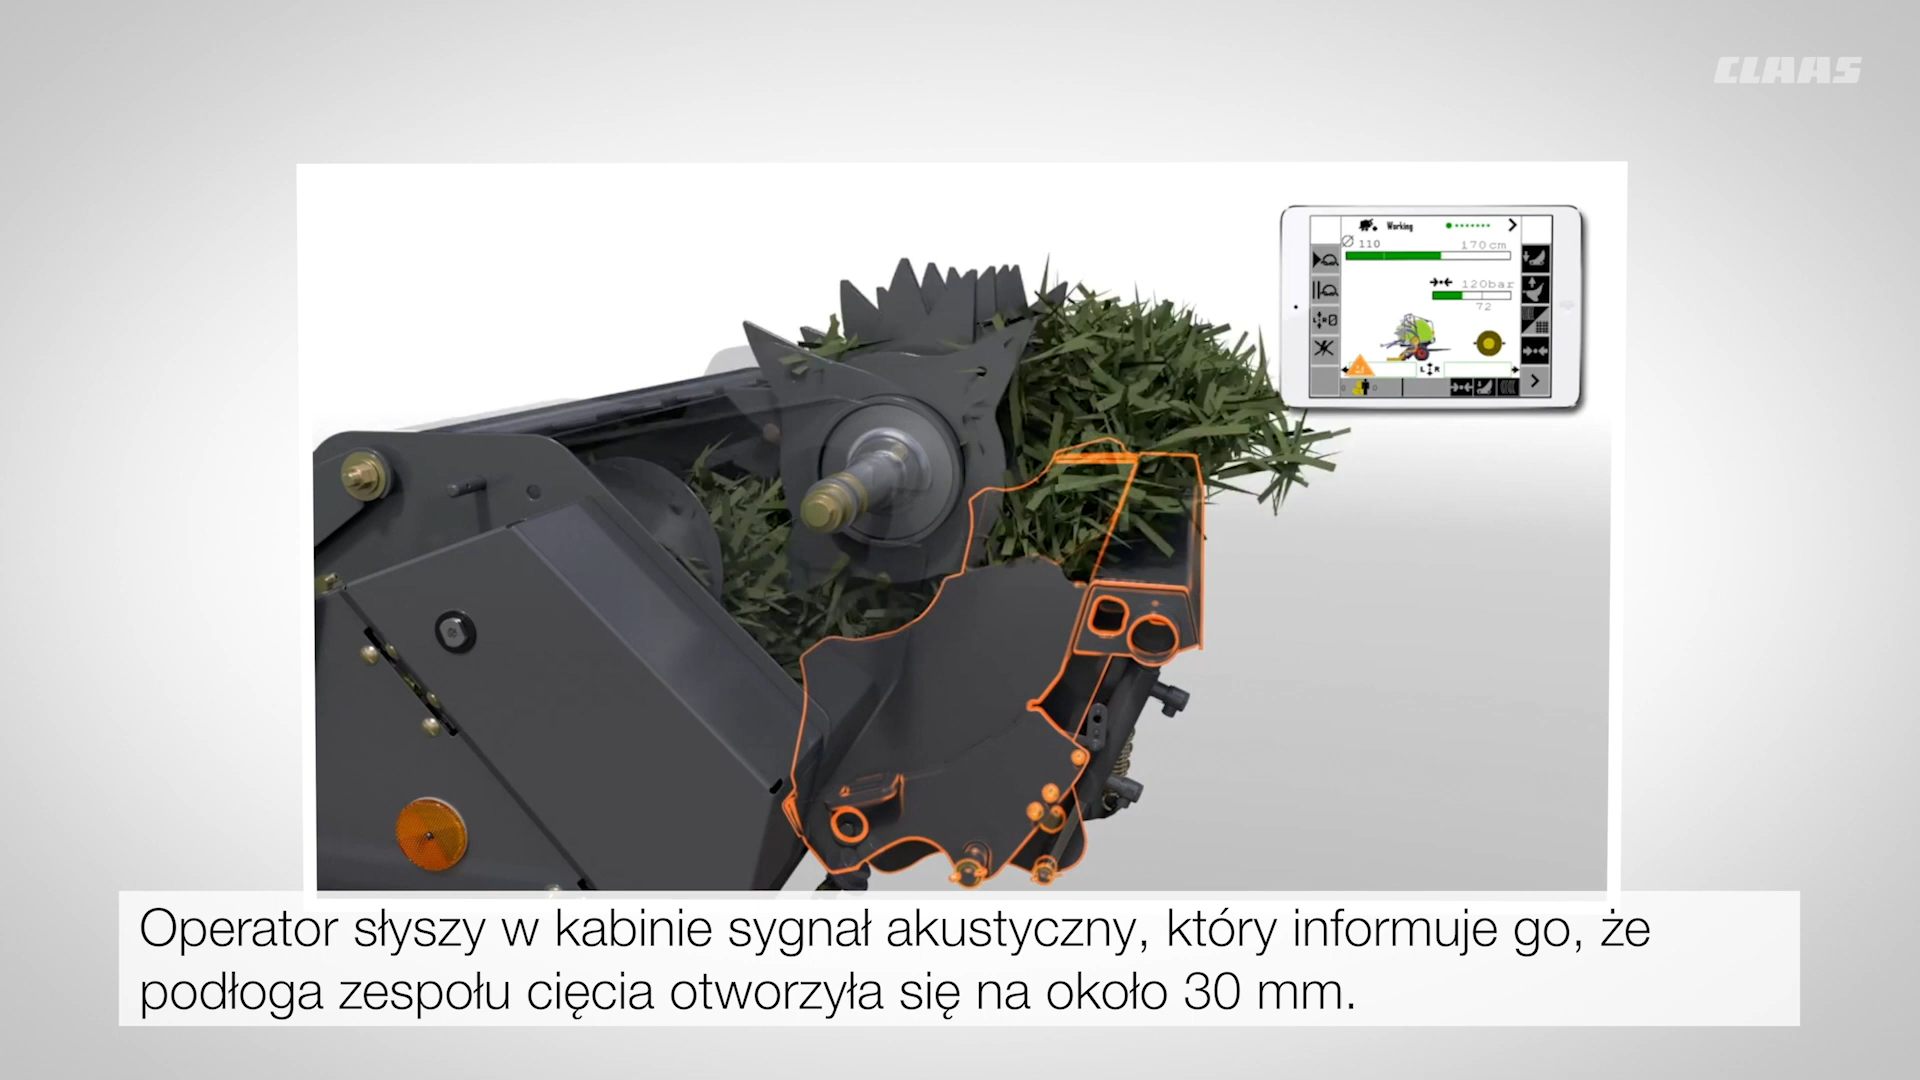 CLAAS
Working
110 170cm
120bar
72
L R
Operator słyszy w kabinie sygnał akustyczny, który informuje go, że
podłoga zespołu cięcia otworzyła się na około 30 mm.